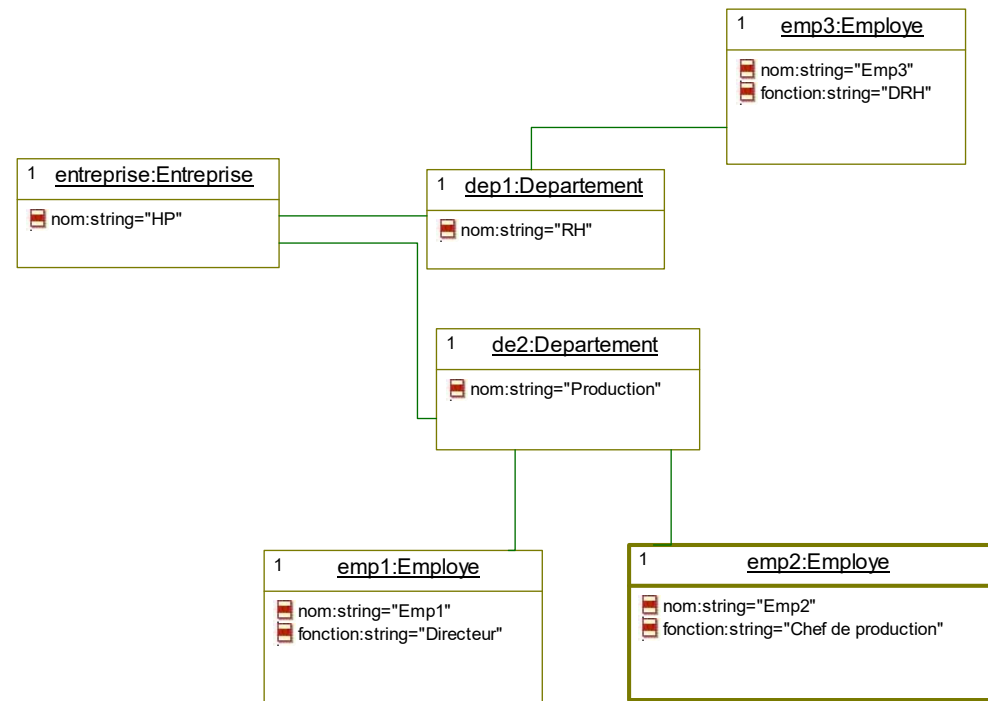 1 emp3:Employe
nom:string="Emp3"
fonction:string="DRH"
1 entreprise:Entreprise
nom:string="HP"
1 dep1:Departement
nom:string="RH"
1 de2:Departement
nom:string="Production"
1 emp1:Employe
nom:string="Emp1"
fonction:string="Directeur"
1 emp2:Employe
nom:string="Emp2"
fonction:string="Chef de production"